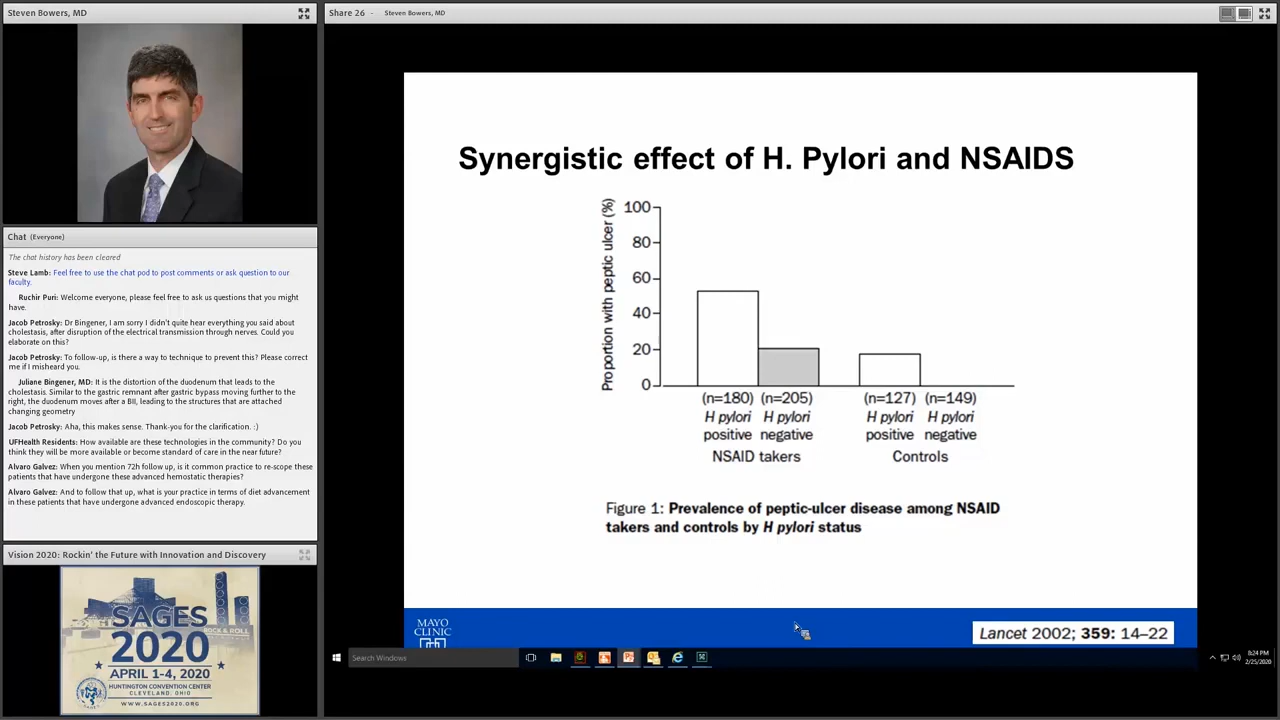 Steven Bowers, MD
Share 26 - Steven Bowers, MD
Chat (Everyone)
The chat history has been cleared
Steve Lamb: Feel free to use the chat pod to post comments or ask question to our
faculty.
Ruchir Puri: Welcome everyone, please feel free to ask us questions that you might
have.
Jacob Petrosky: Dr Bingener, I am sorry I didn't quite hear everything you said about
cholestasis, after disruption of the electrical transmission through nerves. Could you
elaborate on this?
Jacob Petrosky: To follow-up, is there a way to technique to prevent this? Please correct
me if I misheard you.
Juliane Bingener, MD: It is the distortion of the duodenum that leads to the
cholestasis. Similar to the gastric remnant after gastric bypass moving further to the
right, the duodenum moves after a BII, leading to the structures that are attached
changing geometry
Jacob Petrosky: Aha, this makes sense. Thank-you for the clarification. :)
UFHealth Residents: How available are these technologies in the community? Do you
think they will be more available or become standard of care in the near future?
Alvaro Galvez: When you mention 72h follow up, is it common practice to re-scope these
patients that have undergone these advanced hemostatic therapies?
Alvaro Galvez: And to follow that up, what is your practice in terms of diet advancement
in these patients that have undergone advanced endoscopic therapy.
Vision 2020: Rockin' the Future with Innovation and Discovery
SAGES
ROCK & ROLL
2020
APRIL 1-4, 2020
HUNTINGTON CONVENTION CENTER
CLEVELAND, OHIO
WWW.SAGES2020.ORG
Synergistic effect of H. Pylori and NSAIDS
Proportion with peptic ulcer (%)
100
80
60
40
20
0
(n=180) (n=205) (n=127) (n=149)
H pylori H pylori H pylori H pylori
positive negative positive negative
NSAID takers Controls
Figure 1: Prevalence of peptic-ulcer disease among NSAID
takers and controls by H pylori status
MAYO
CLINIC
Lancet 2002; 359: 14–22
Search Windows
8:24 PM
2/25/2020